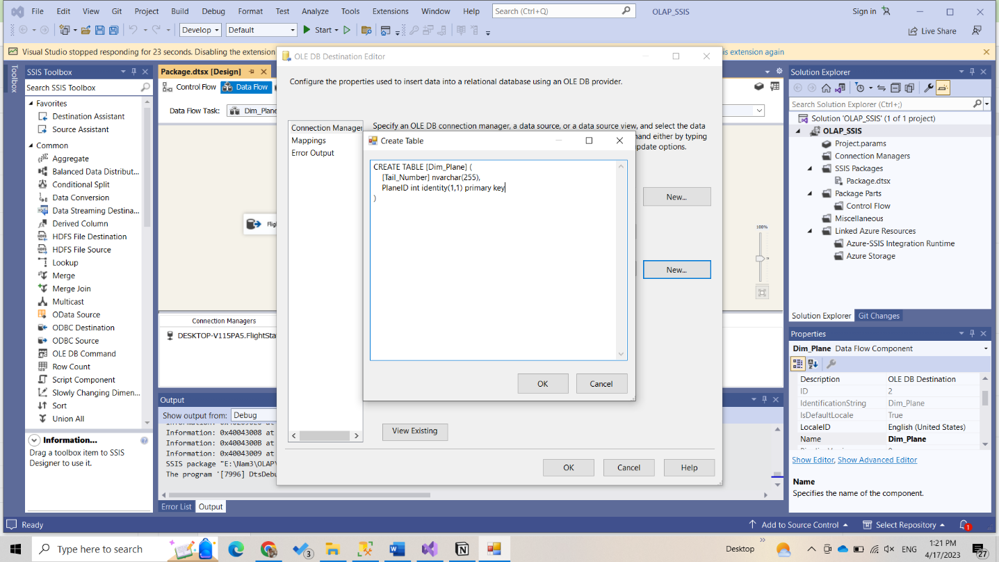 File Edit View Git Project Build Debug Format Test Analyze Tools Extensions Window Help Search (Ctrl+Q) OLAP_SSIS Sign in
Develop Default Start Live Share
Visual Studio stopped responding for 23 seconds. Disabling the extension
is extension again
Toolbox
SSIS Toolbox
Search SSIS Toolbox
Favorites
Destination Assistant
Source Assistant
Common
Aggregate
Balanced Data Distribut...
Conditional Split
Data Conversion
Data Streaming Destina...
Derived Column
HDFS File Destination
HDFS File Source
Lookup
Merge
Merge Join
Multicast
OData Source
ODBC Destination
ODBC Source
OLE DB Command
Row Count
Script Component
Slowly Changing Dimen...
Sort
Union All
Information...
Drag a toolbox item to SSIS
Designer to use it.
Package.dtsx [Design]
Control Flow Data Flow
Data Flow Task: Dim_Plane
Fligh
100%
Connection Managers
DESKTOP-V115PA5.FlightSta
Output
Show output from: Debug
Information: 0x40043008 at
Information: 0x4004300B at
Information: 0x40043009 at
SSIS package "E:\Nam3\OLAP\
The program '[7996] DtsDebu
Error List Output
OLE DB Destination Editor
Configure the properties used to insert data into a relational database using an OLE DB provider.
Connection Manager
Mappings
Error Output
Specify an OLE DB connection manager, a data source, or a data source view, and select the data
and either by typing
update options.
New...
New...
View Existing
OK Cancel Help
Create Table
CREATE TABLE [Dim_Plane] (
[Tail_Number] nvarchar(255),
PlaneID int identity(1,1) primary key
)
OK Cancel
Solution Explorer
Search Solution Explorer (Ctrl+;)
Solution 'OLAP_SSIS' (1 of 1 project)
OLAP_SSIS
Project.params
Connection Managers
SSIS Packages
Package.dtsx
Package Parts
Control Flow
Miscellaneous
Linked Azure Resources
Azure-SSIS Integration Runtime
Azure Storage
Solution Explorer Git Changes
Properties
Dim_Plane Data Flow Component
Description OLE DB Destination
ID 2
IdentificationString Dim_Plane
IsDefaultLocale True
LocaleID English (United States)
Name Dim_Plane
Show Editor, Show Advanced Editor
Name
Specifies the name of the component.
Ready Add to Source Control Select Repository 1
Type here to search 3 Desktop ENG 1:21 PM
4/17/2023 27